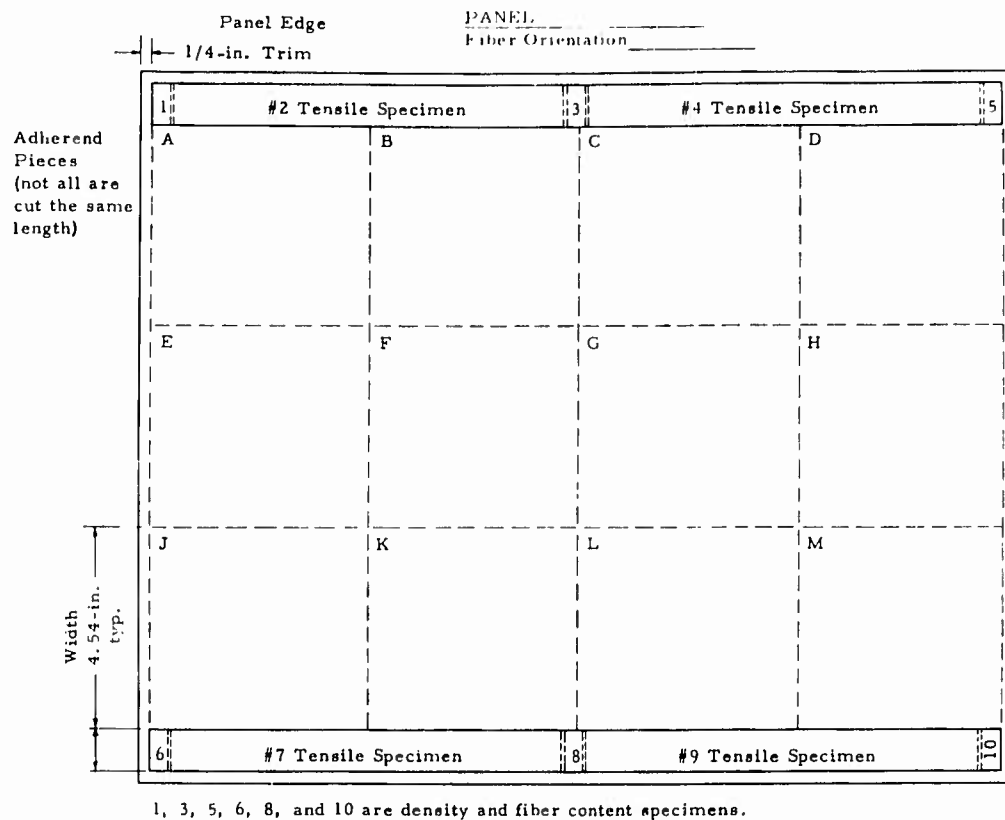 Panel Edge
PANEL
Fiber Orientation
1/4-in. Trim
1 #2 Tensile Specimen 3 #4 Tensile Specimen 5
Adherend
Pieces
(not all are
cut the same
length)
A B C D
E F G H
J K L M
Width
4.54-in.
typ.
6 #7 Tensile Specimen 8 #9 Tensile Specimen 10
1, 3, 5, 6, 8, and 10 are density and fiber content specimens.